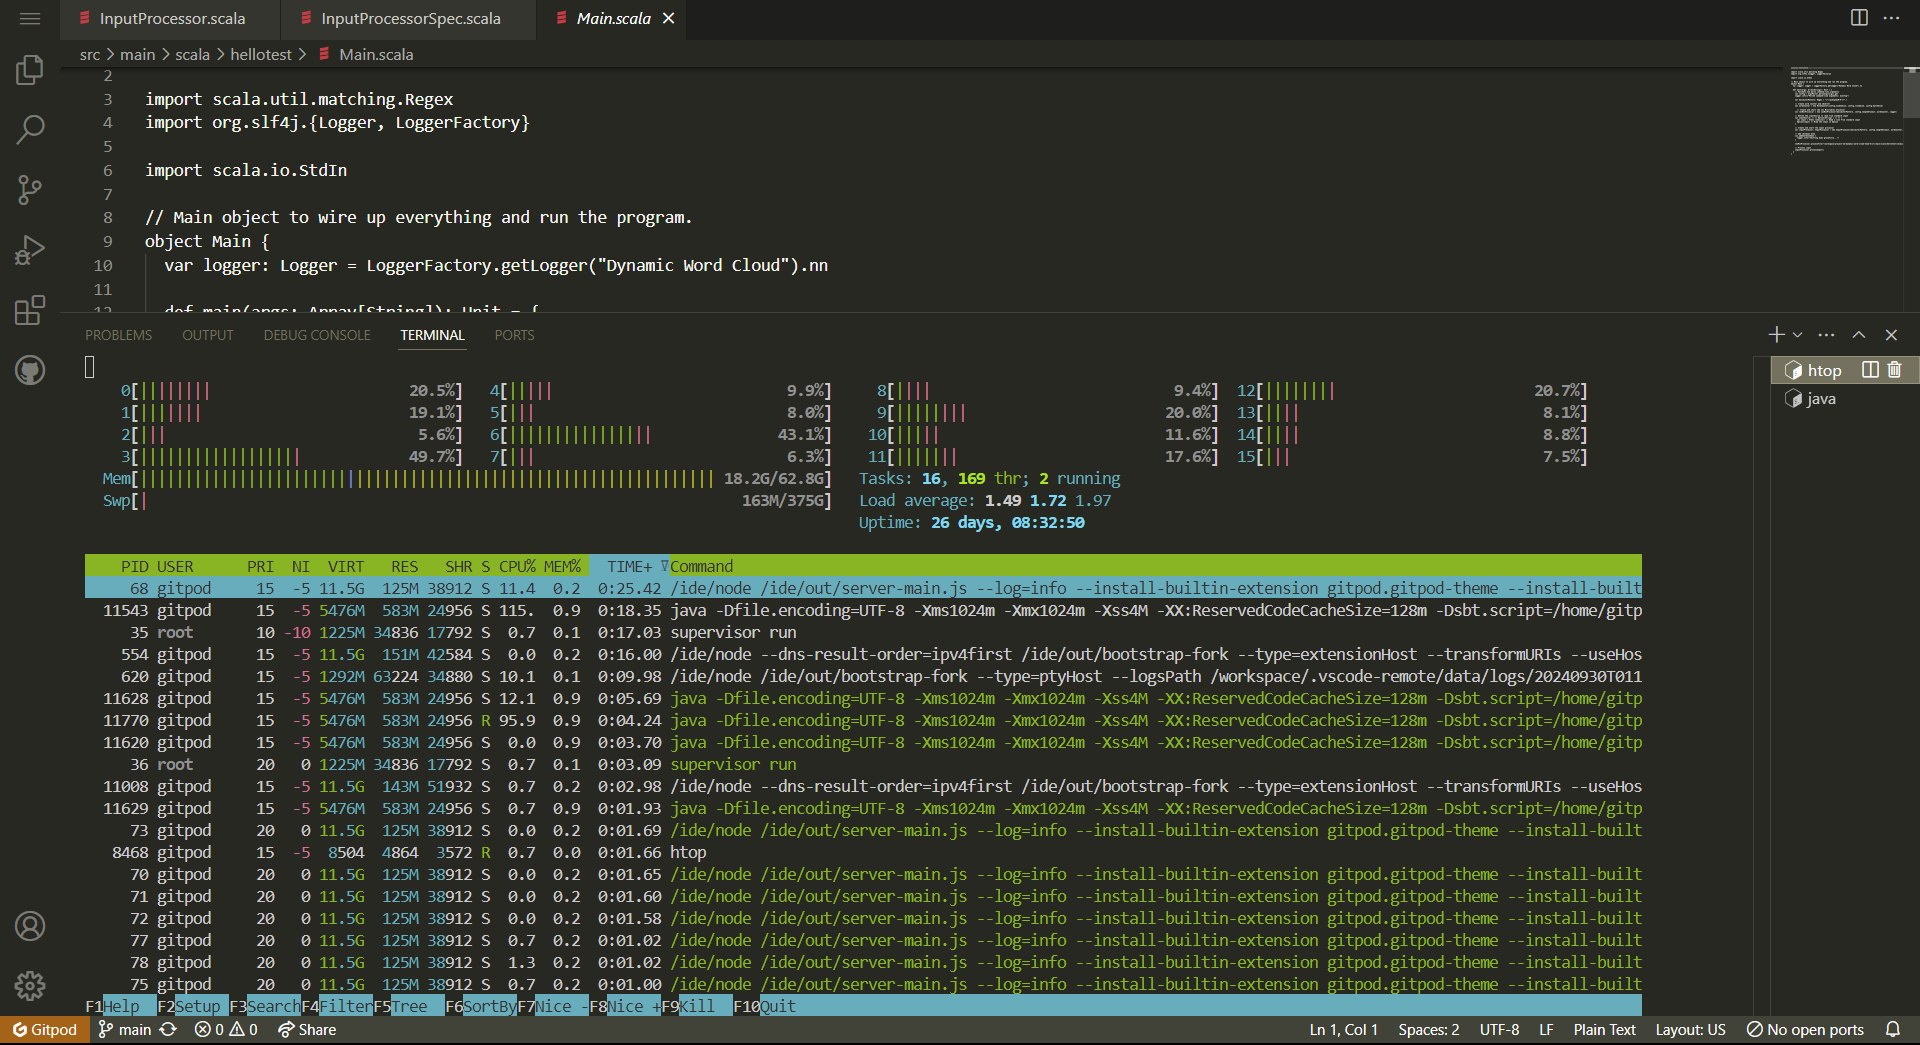 InputProcessor.scala InputProcessorSpec.scala Main.scala
src > main > scala > hellotest > Main.scala
2
3 import scala.util.matching.Regex
4 import org.slf4j.{Logger, LoggerFactory}
5
6 import scala.io.StdIn
7
8 // Main object to wire up everything and run the program.
9 object Main {
10 var logger: Logger = LoggerFactory.getLogger("Dynamic Word Cloud").nn
11
12 def main(args: Array[String]): Unit = {
PROBLEMS OUTPUT DEBUG CONSOLE TERMINAL PORTS
htop
java
0[|||||||| 20.5%] 4[||||| 9.9%] 8[|||| 9.4%] 12[|||||||| 20.7%]
1[||||||| 19.1%] 5[||| 8.0%] 9[|||||||| 20.0%] 13[|||| 8.1%]
2[||| 5.6%] 6[|||||||||||||||| 43.1%] 10[||||| 11.6%] 14[|||| 8.8%]
3[|||||||||||||||||| 49.7%] 7[||| 6.3%] 11[||||||| 17.6%] 15[||| 7.5%]
Mem[|||||||||||||||||||||||||||||||||||||||||||||||||||||||||||||||| 18.2G/62.8G] Tasks: 16, 169 thr; 2 running
Swp[| 163M/375G] Load average: 1.49 1.72 1.97
Uptime: 26 days, 08:32:50
PID USER PRI NI VIRT RES SHR S CPU% MEM% TIME+ ▽Command
68 gitpod 15 -5 11.5G 125M 38912 S 11.4 0.2 0:25.42 /ide/node /ide/out/server-main.js --log=info --install-builtin-extension gitpod.gitpod-theme --install-built
11543 gitpod 15 -5 5476M 583M 24956 S 115. 0.9 0:18.35 java -Dfile.encoding=UTF-8 -Xms1024m -Xmx1024m -Xss4M -XX:ReservedCodeCacheSize=128m -Dsbt.script=/home/gitp
35 root 10 -10 1225M 34836 17792 S 0.7 0.1 0:17.03 supervisor run
554 gitpod 15 -5 11.5G 151M 42584 S 0.0 0.2 0:16.00 /ide/node --dns-result-order=ipv4first /ide/out/bootstrap-fork --type=extensionHost --transformURIs --useHos
620 gitpod 15 -5 1292M 63224 34880 S 10.1 0.1 0:09.98 /ide/node /ide/out/bootstrap-fork --type=ptyHost --logsPath /workspace/.vscode-remote/data/logs/20240930T011
11628 gitpod 15 -5 5476M 583M 24956 S 12.1 0.9 0:05.69 java -Dfile.encoding=UTF-8 -Xms1024m -Xmx1024m -Xss4M -XX:ReservedCodeCacheSize=128m -Dsbt.script=/home/gitp
11770 gitpod 15 -5 5476M 583M 24956 R 95.9 0.9 0:04.24 java -Dfile.encoding=UTF-8 -Xms1024m -Xmx1024m -Xss4M -XX:ReservedCodeCacheSize=128m -Dsbt.script=/home/gitp
11620 gitpod 15 -5 5476M 583M 24956 S 0.0 0.9 0:03.70 java -Dfile.encoding=UTF-8 -Xms1024m -Xmx1024m -Xss4M -XX:ReservedCodeCacheSize=128m -Dsbt.script=/home/gitp
36 root 20 0 1225M 34836 17792 S 0.7 0.1 0:03.09 supervisor run
11008 gitpod 15 -5 11.5G 143M 51932 S 0.7 0.2 0:02.98 /ide/node --dns-result-order=ipv4first /ide/out/bootstrap-fork --type=extensionHost --transformURIs --useHos
11629 gitpod 15 -5 5476M 583M 24956 S 0.7 0.9 0:01.93 java -Dfile.encoding=UTF-8 -Xms1024m -Xmx1024m -Xss4M -XX:ReservedCodeCacheSize=128m -Dsbt.script=/home/gitp
73 gitpod 20 0 11.5G 125M 38912 S 0.0 0.2 0:01.69 /ide/node /ide/out/server-main.js --log=info --install-builtin-extension gitpod.gitpod-theme --install-built
8468 gitpod 15 -5 8504 4864 3572 R 0.7 0.0 0:01.66 htop
70 gitpod 20 0 11.5G 125M 38912 S 0.0 0.2 0:01.65 /ide/node /ide/out/server-main.js --log=info --install-builtin-extension gitpod.gitpod-theme --install-built
71 gitpod 20 0 11.5G 125M 38912 S 0.0 0.2 0:01.60 /ide/node /ide/out/server-main.js --log=info --install-builtin-extension gitpod.gitpod-theme --install-built
72 gitpod 20 0 11.5G 125M 38912 S 0.0 0.2 0:01.58 /ide/node /ide/out/server-main.js --log=info --install-builtin-extension gitpod.gitpod-theme --install-built
77 gitpod 20 0 11.5G 125M 38912 S 0.7 0.2 0:01.02 /ide/node /ide/out/server-main.js --log=info --install-builtin-extension gitpod.gitpod-theme --install-built
78 gitpod 20 0 11.5G 125M 38912 S 1.3 0.2 0:01.02 /ide/node /ide/out/server-main.js --log=info --install-builtin-extension gitpod.gitpod-theme --install-built
75 gitpod 20 0 11.5G 125M 38912 S 0.7 0.2 0:01.00 /ide/node /ide/out/server-main.js --log=info --install-builtin-extension gitpod.gitpod-theme --install-built
F1Help F2Setup F3SearchF4FilterF5Tree F6SortByF7Nice -F8Nice +F9Kill F10Quit
Gitpod main 0 0 Share Ln 1, Col 1 Spaces: 2 UTF-8 LF Plain Text Layout: US No open ports